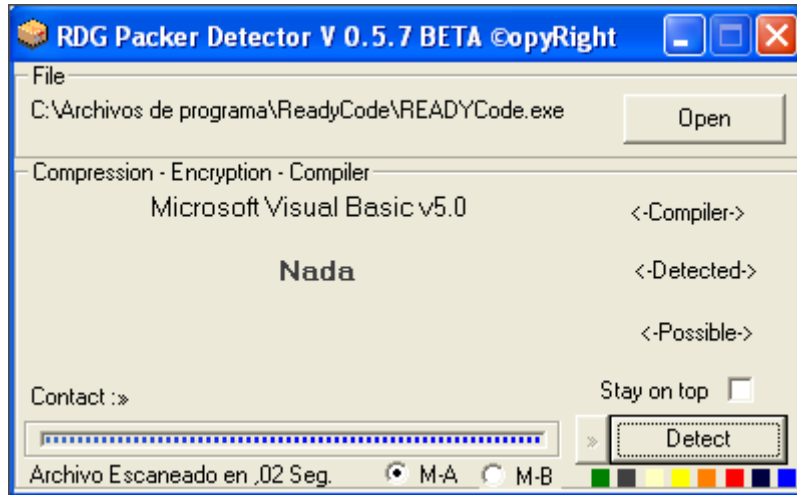 RDG Packer Detector V 0.5.7 BETA ©opyRight
File
C:\Archivos de programa\ReadyCode\READYCode.exe
Open
Compression - Encryption - Compiler
Microsoft Visual Basic v5.0
<-Compiler->
Nada
<-Detected->
<-Possible->
Contact :»
Stay on top
»
Detect
Archivo Escaneado en ,02 Seg.
M-A
M-B